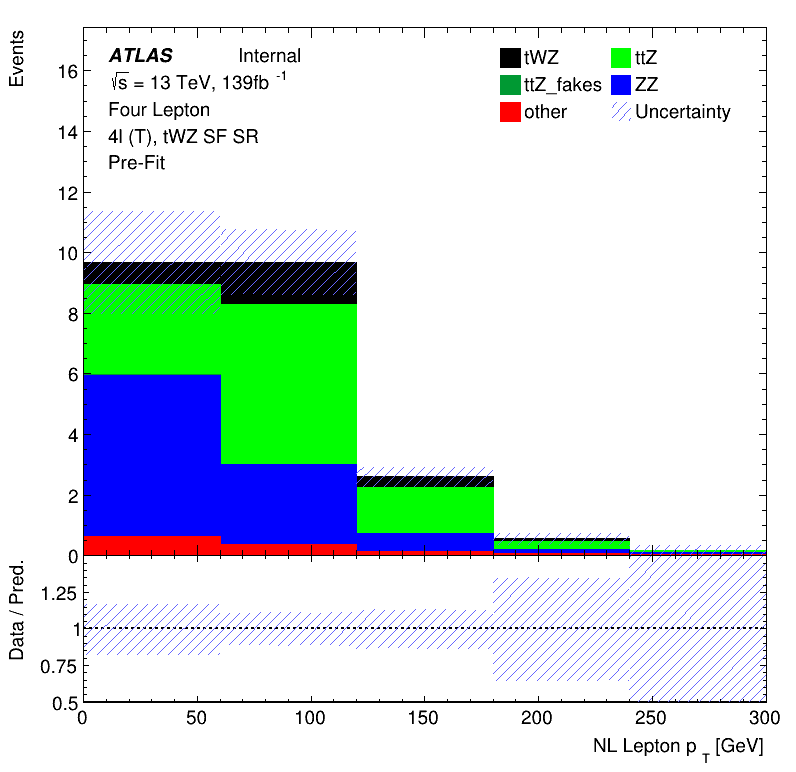 Events
16
14
12
10
8
6
4
2
0
ATLAS Internal
√s = 13 TeV, 139fb -1
Four Lepton
4l (T), tWZ SF SR
Pre-Fit
tWZ ttZ
ttZ_fakes ZZ
other Uncertainty
Data / Pred.
1.25
1
0.75
0.5
0 50 100 150 200 250 300
NL Lepton p T [GeV]